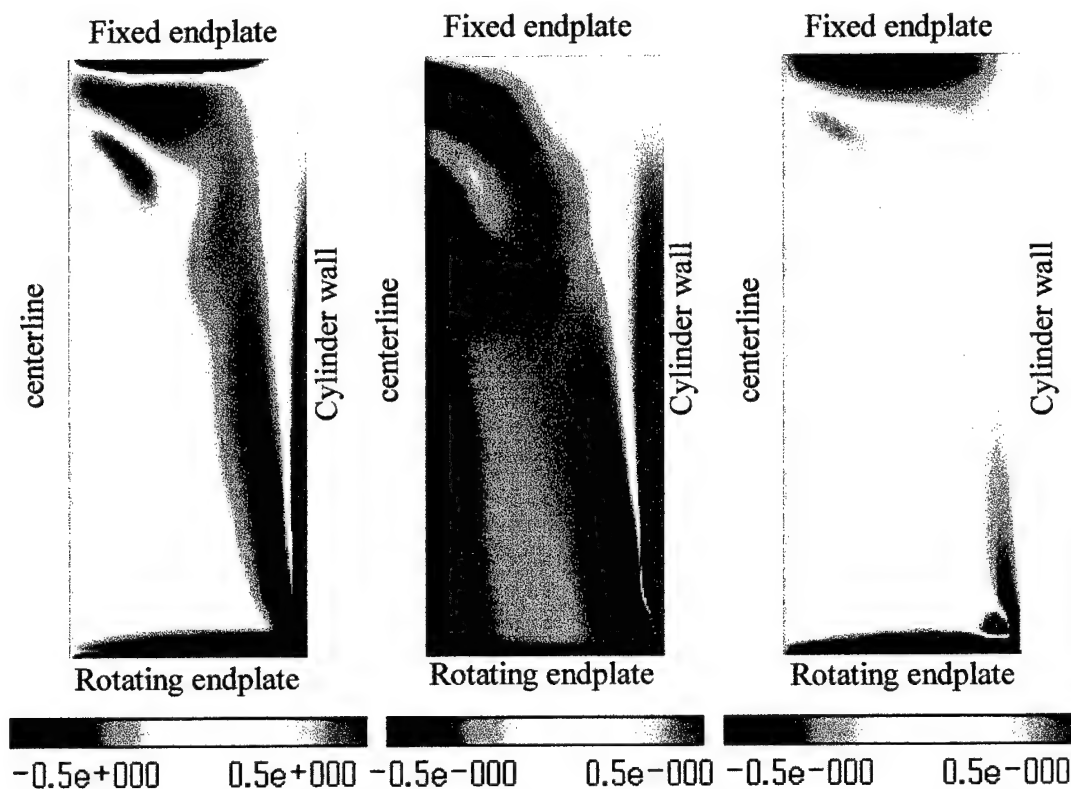 Fixed endplate
Fixed endplate
Fixed endplate
centerline
Cylinder wall
centerline
Cylinder wall
centerline
Cylinder wall
Rotating endplate
Rotating endplate
Rotating endplate
-0.5e+000 0.5e+000
-0.5e-000 0.5e-000
-0.5e-000 0.5e-000